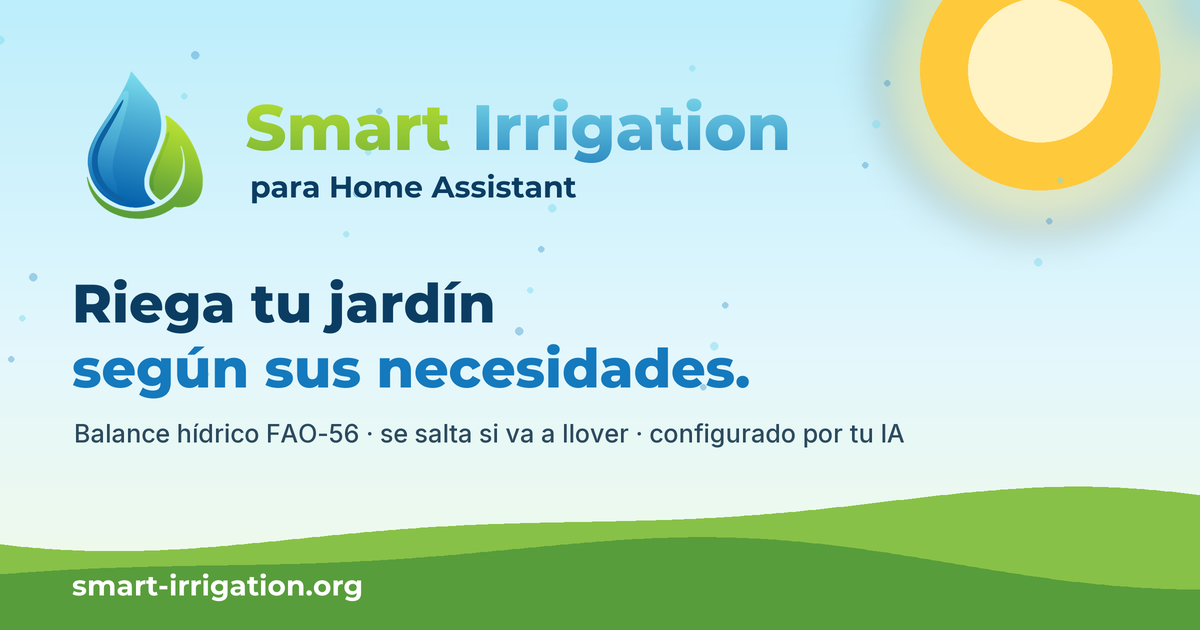 Smart Irrigation
para Home Assistant
Riega tu jardín
según sus necesidades.
Balance hídrico FAO-56 · se salta si va a llover · configurado por tu IA
smart-irrigation.org